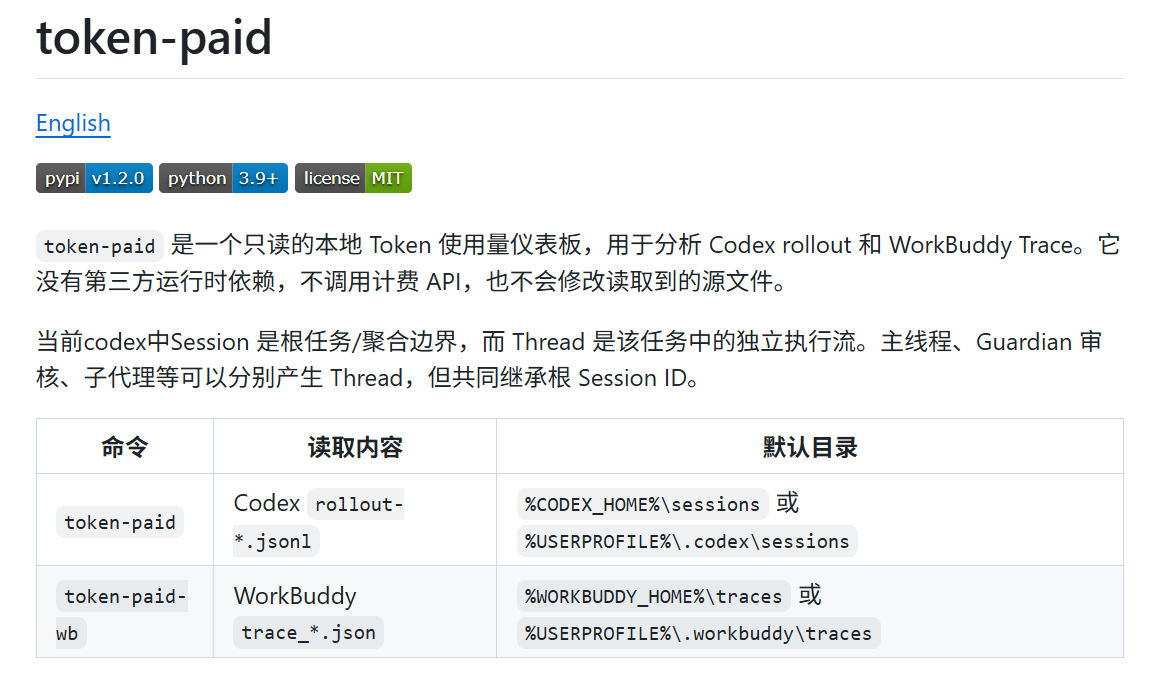 token-paid
English
pypi v1.2.0 python 3.9+ license MIT
token-paid 是一个只读的本地 Token 使用量仪表板，用于分析 Codex rollout 和 WorkBuddy Trace。它
没有第三方运行时依赖，不调用计费 API，也不会修改读取到的源文件。
当前codex中Session 是根任务/聚合边界，而 Thread 是该任务中的独立执行流。主线程、Guardian 审
核、子代理等可以分别产生 Thread，但共同继承根 Session ID。
命令 读取内容 默认目录
token-paid
Codex rollout-
*.jsonl
%CODEX_HOME%\sessions 或
%USERPROFILE%\.codex\sessions
token-paid-
wb
WorkBuddy
trace_*.json
%WORKBUDDY_HOME%\traces 或
%USERPROFILE%\.workbuddy\traces